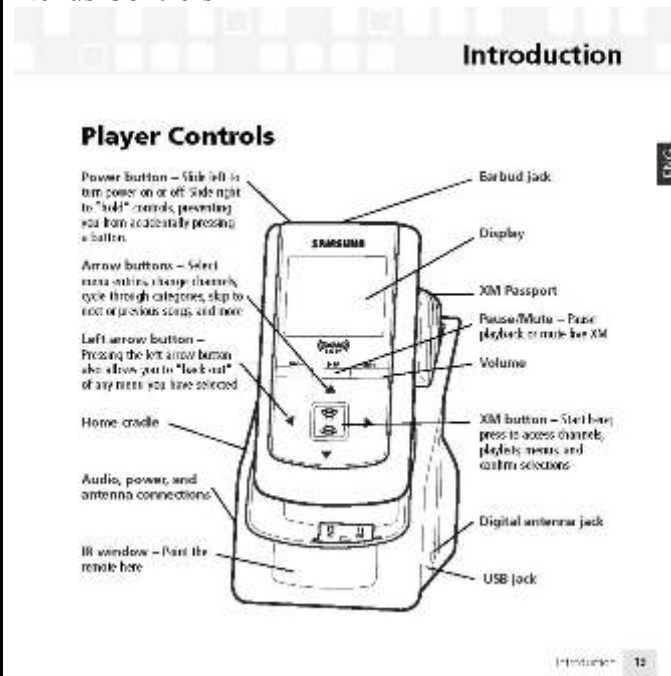 Introduction
Player Controls
Power button – Slide left to
turn power on or off. Slide right
to "hold" controls, preventing
you from accidentally pressing
a button.
Arrow buttons – Select
menu entries, change channels,
cycle through categories, skip to
next or previous songs, and more
Left arrow button –
Pressing the left arrow button
also allows you to "back out"
of any menu you have selected
Home cradle
Audio, power, and
antenna connections
IR window – Point the
remote here
SAMSUNG
Earbud jack
Display
XM Passport
Pause/Mute – Pause
playback or mute live XM
Volume
XM button – Start here;
press to access channels,
playlists, menus, and
confirm selections
Digital antenna jack
USB jack
ENG
Introduction 13